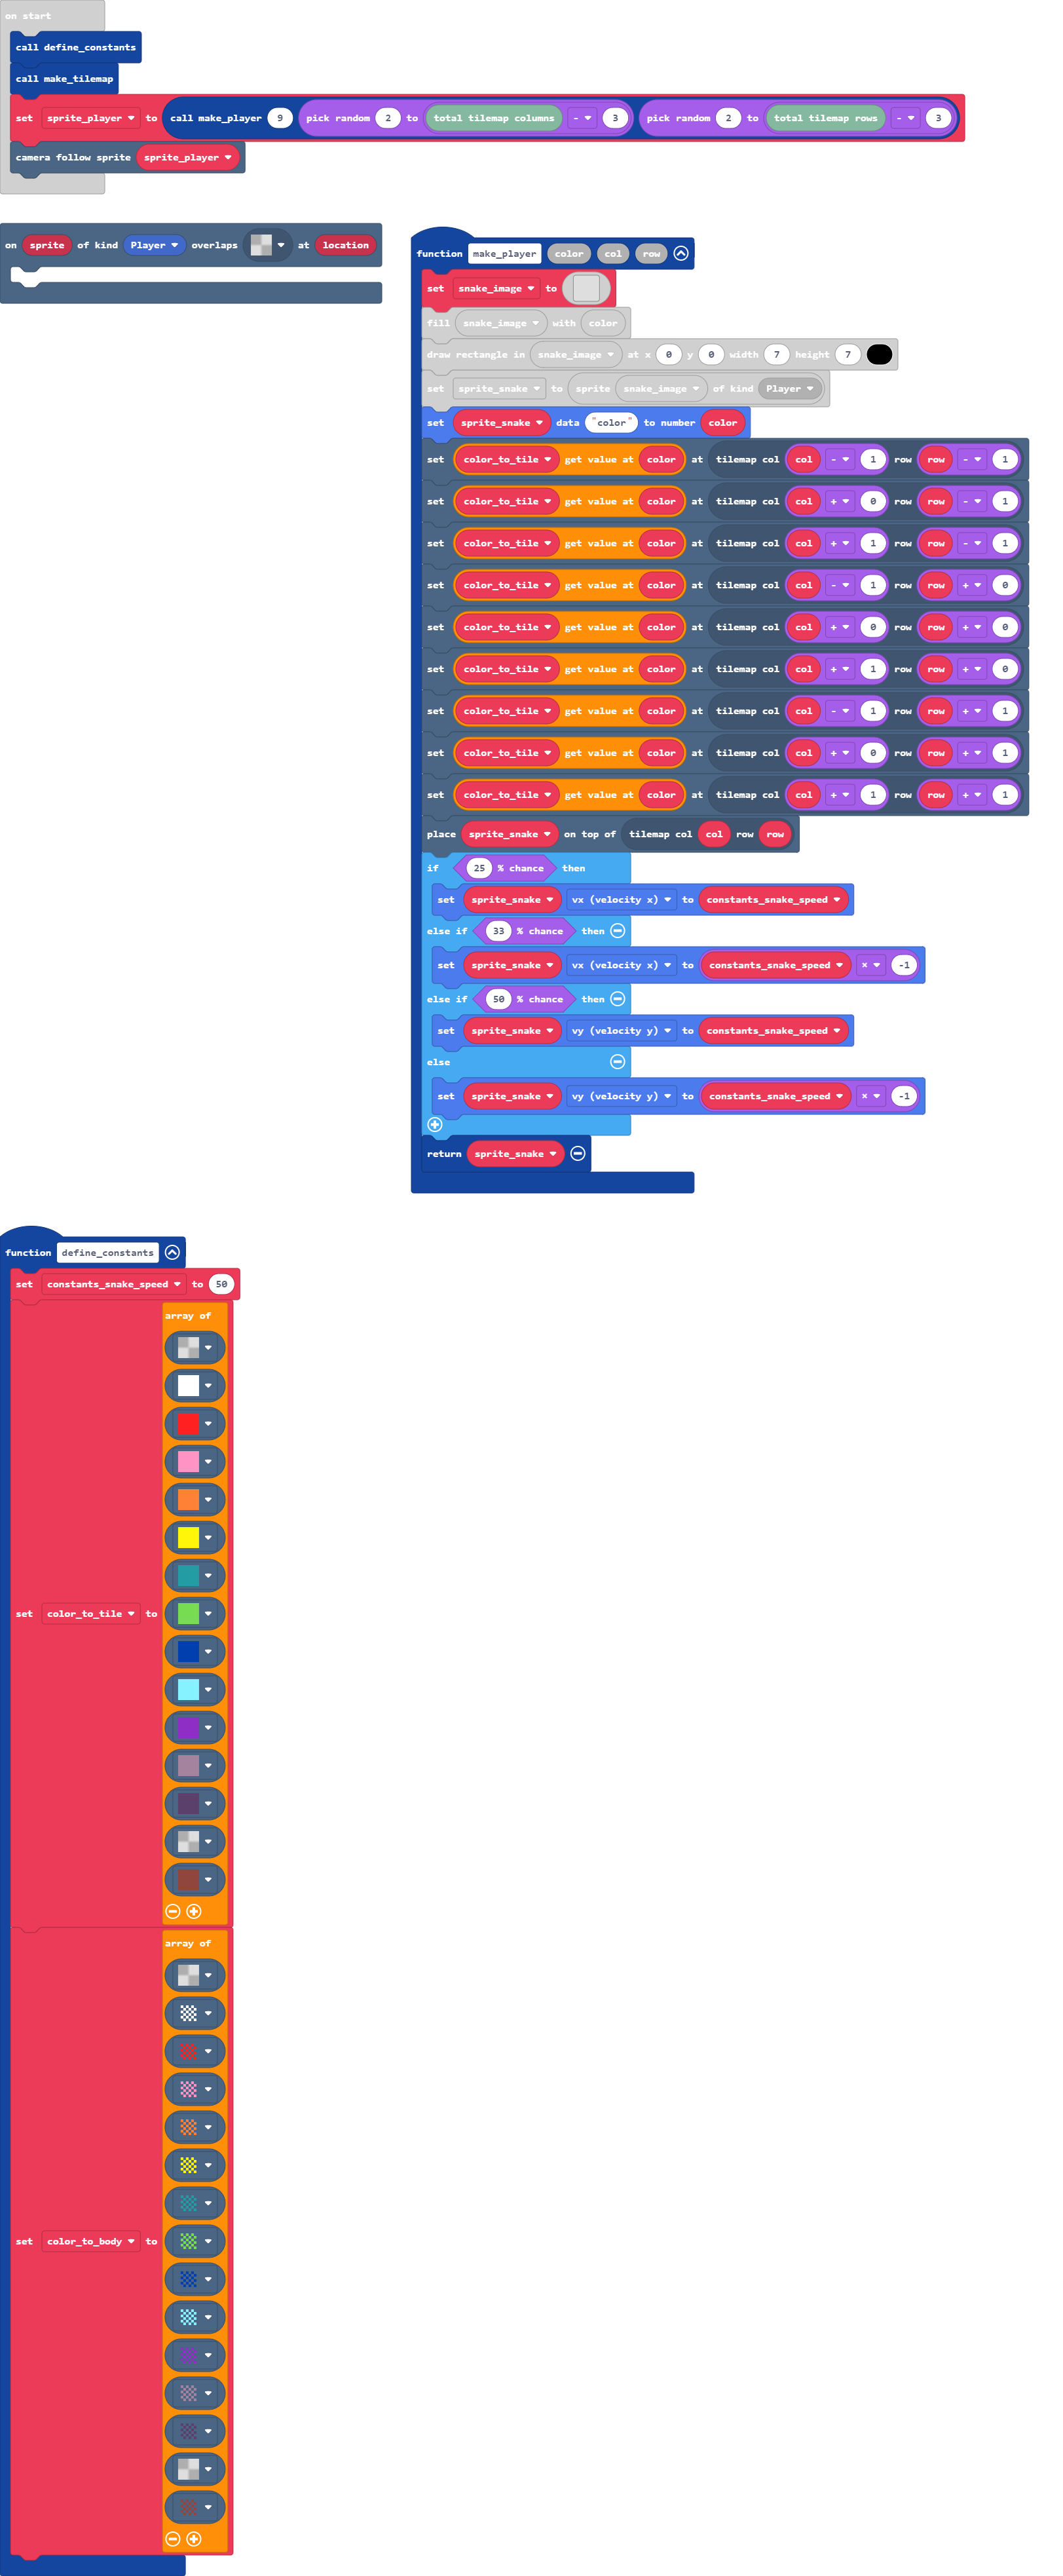 on start
call define_constants
call make_tilemap
set sprite_player to call make_player 9 pick random 2 to total tilemap columns - 3 pick random 2 to total tilemap rows - 3
camera follow sprite sprite_player
on sprite of kind Player overlaps at location
function make_player color col row
set snake_image to
fill snake_image with color
draw rectangle in snake_image at x 0 y 0 width 7 height 7
set sprite_snake to sprite snake_image of kind Player
set sprite_snake data "color" to number color
set color_to_tile get value at color at tilemap col col - 1 row row - 1
set color_to_tile get value at color at tilemap col col + 0 row row - 1
set color_to_tile get value at color at tilemap col col + 1 row row - 1
set color_to_tile get value at color at tilemap col col - 1 row row + 0
set color_to_tile get value at color at tilemap col col + 0 row row + 0
set color_to_tile get value at color at tilemap col col + 1 row row + 0
set color_to_tile get value at color at tilemap col col - 1 row row + 1
set color_to_tile get value at color at tilemap col col + 0 row row + 1
set color_to_tile get value at color at tilemap col col + 1 row row + 1
place sprite_snake on top of tilemap col col row row
if 25 % chance then
set sprite_snake vx (velocity x) to constants_snake_speed
else if 33 % chance then
set sprite_snake vx (velocity x) to constants_snake_speed × -1
else if 50 % chance then
set sprite_snake vy (velocity y) to constants_snake_speed
else
set sprite_snake vy (velocity y) to constants_snake_speed × -1
return sprite_snake
function define_constants
set constants_snake_speed to 50
array of
set color_to_tile to
array of
set color_to_body to